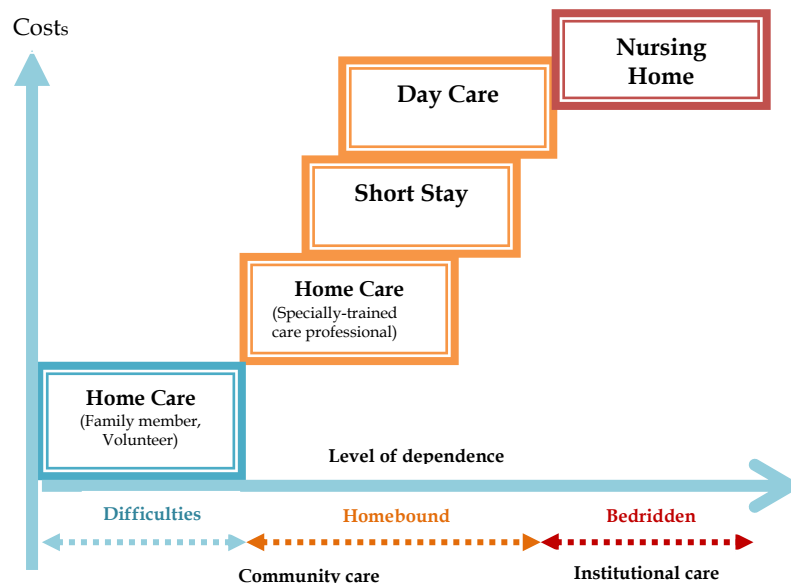 Costs
Nursing
Home
Day Care
Short Stay
Home Care
(Specially-trained
care professional)
Home Care
(Family member,
Volunteer)
Level of dependence
Difficulties
Homebound
Bedridden
Community care
Institutional care